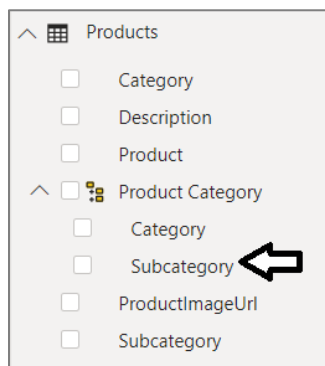 Products
Category
Description
Product
Product Category
Category
Subcategory
ProductImageUrl
Subcategory